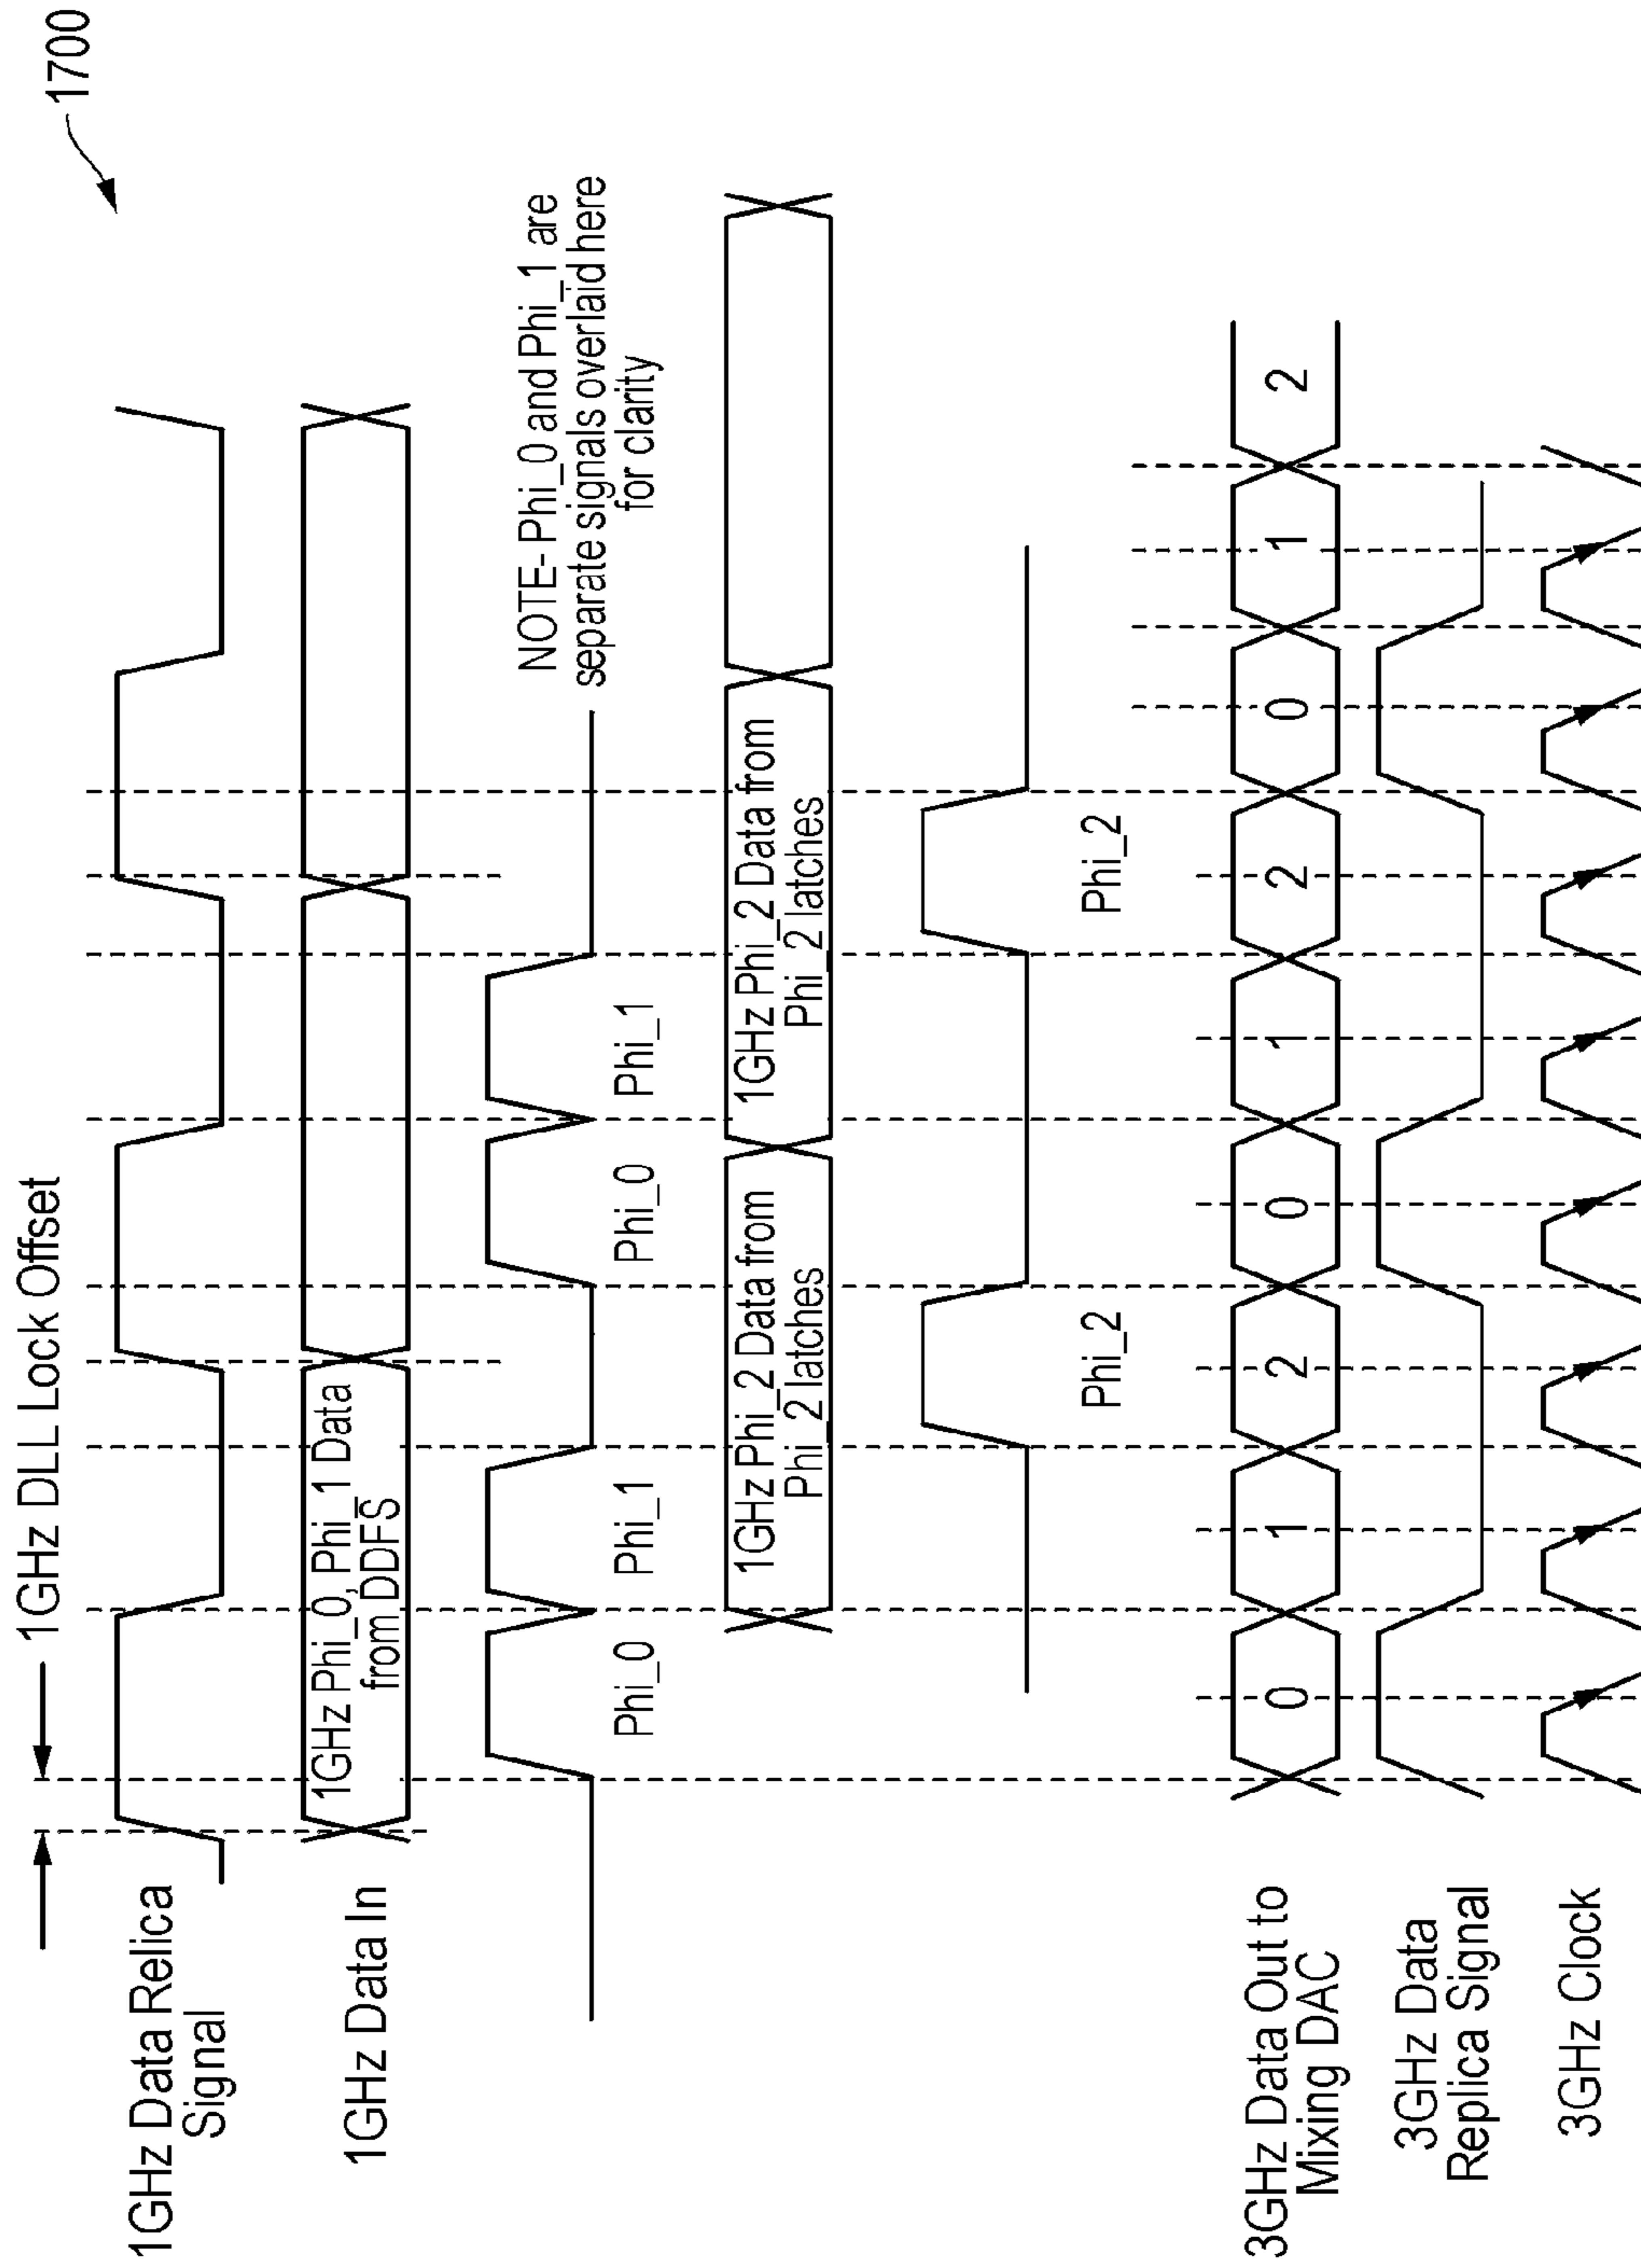 1700
1GHz DLL Lock Offset
1GHz Data Relica
Signal
1GHz Data In
1GHz Phi_0, Phi_1 Data
from DDFS
Phi_0
Phi_1
Phi_0
Phi_1
NOTE-Phi_0 and Phi_1 are
separate signals overlaid here
for clarity
1GHz Phi_2 Data from
Phi_2 latches
1GHz Phi_2 Data from
Phi_2 latches
Phi_2
Phi_2
3GHz Data Out to
Mixing DAC
0 1 2 0 1 2 0 1 2
3GHz Data
Replica Signal
3GHz Clock